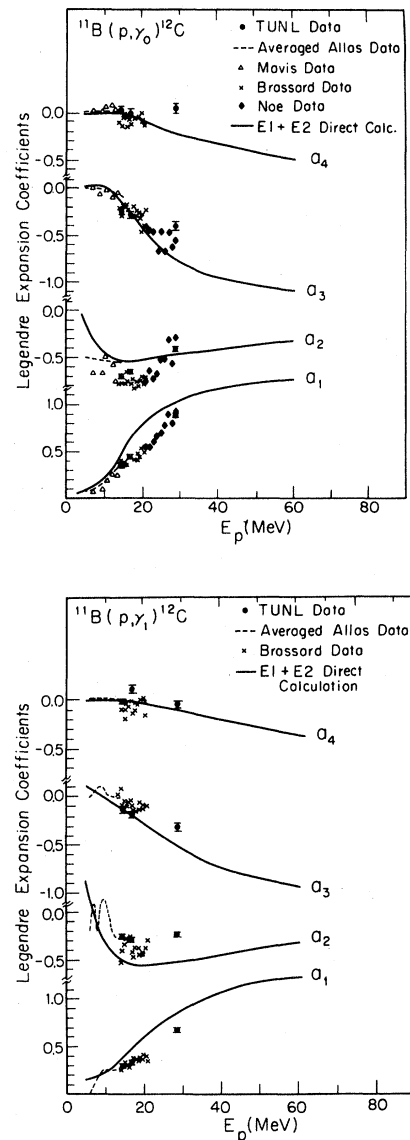 ¹¹B(p,γ₀)¹²C
• TUNL Data
--- Averaged Allas Data
△ Mavis Data
× Brassard Data
♦ Noe Data
— E1 + E2 Direct Calc.
Legendre Expansion Coefficients
0.0
-0.5
a₄
0.0
-0.5
-1.0
a₃
0.0
-0.5
a₂
a₁
1.0
0.5
0 20 40 60 80
Eₚ(MeV)
¹¹B(p,γ₁)¹²C
• TUNL Data
--- Averaged Allas Data
× Brassard Data
— E1 + E2 Direct
Calculation
Legendre Expansion Coefficients
0.0
-0.5
a₄
0.0
-0.5
-1.0
a₃
0.0
-0.5
a₂
a₁
1.0
0.5
0 20 40 60 80
Eₚ(MeV)